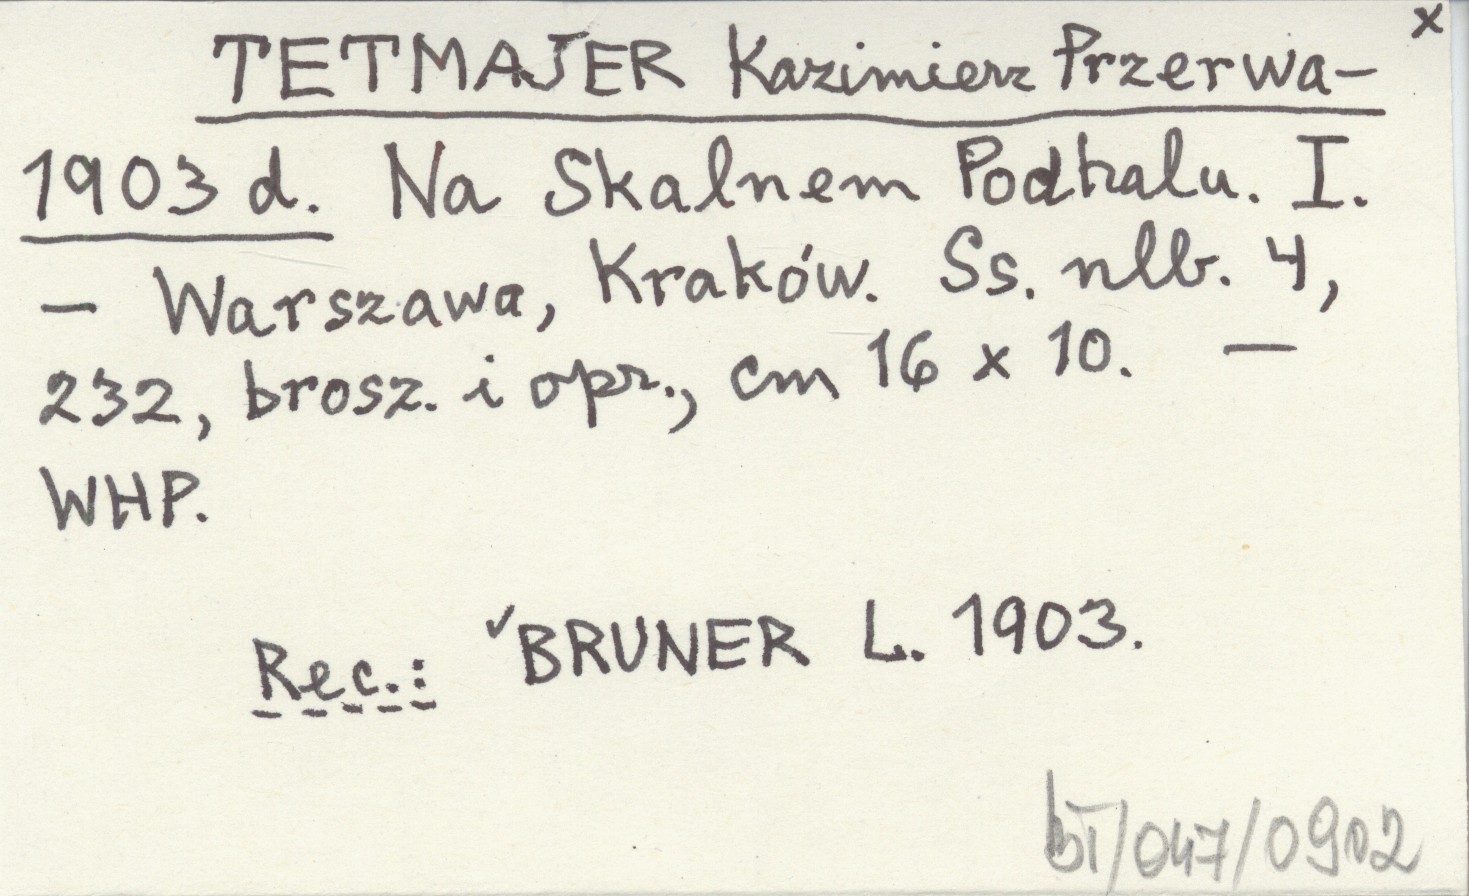 x
TETMAJER Kazimierz Przerwa-
1903 d. Na Skalnem Podhalu. I.
— Warszawa, Kraków. Ss. nlb. 4,
232, brosz. i opr., cm 16 x 10. —
WHP.
Rec.: ✓BRUNER L. 1903.
bT/047/0902